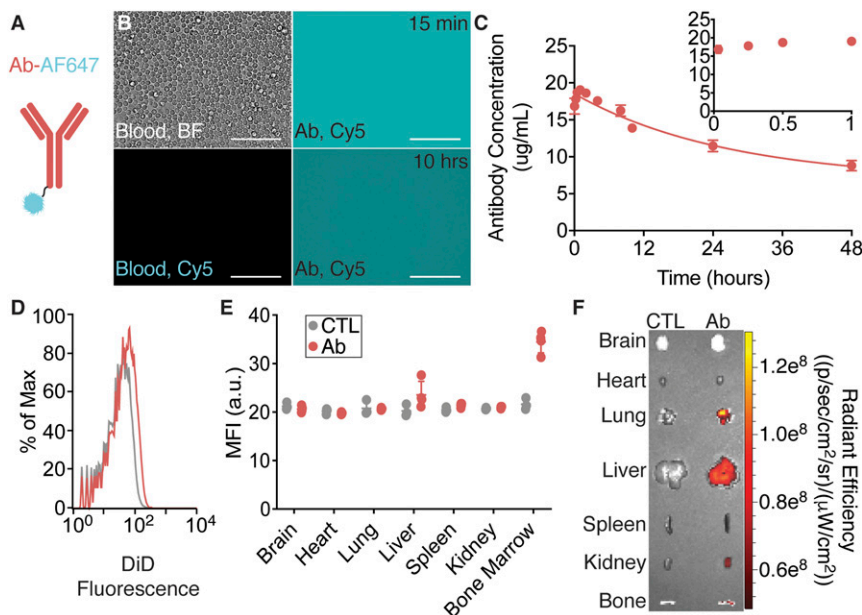 A
Ab-AF647
B
15 min
Blood, BF
Ab, Cy5
10 hrs
Blood, Cy5
Ab, Cy5
C
Antibody Concentration
(ug/mL)
25
20
15
10
5
0
0
12
24
36
48
Time (hours)
20
15
10
5
0
0
0.5
1
D
% of Max
100
80
60
40
20
0
10⁰
10²
10⁴
DiD
Fluorescence
E
MFI (a.u.)
40
30
20
10
0
CTL
Ab
Brain
Heart
Lung
Liver
Spleen
Kidney
Bone Marrow
F
CTL
Ab
Brain
Heart
Lung
Liver
Spleen
Kidney
Bone
1.2e⁸
1.0e⁸
0.8e⁸
0.6e⁸
Radiant Efficiency
((p/sec/cm²/sr)/(μW/cm²))